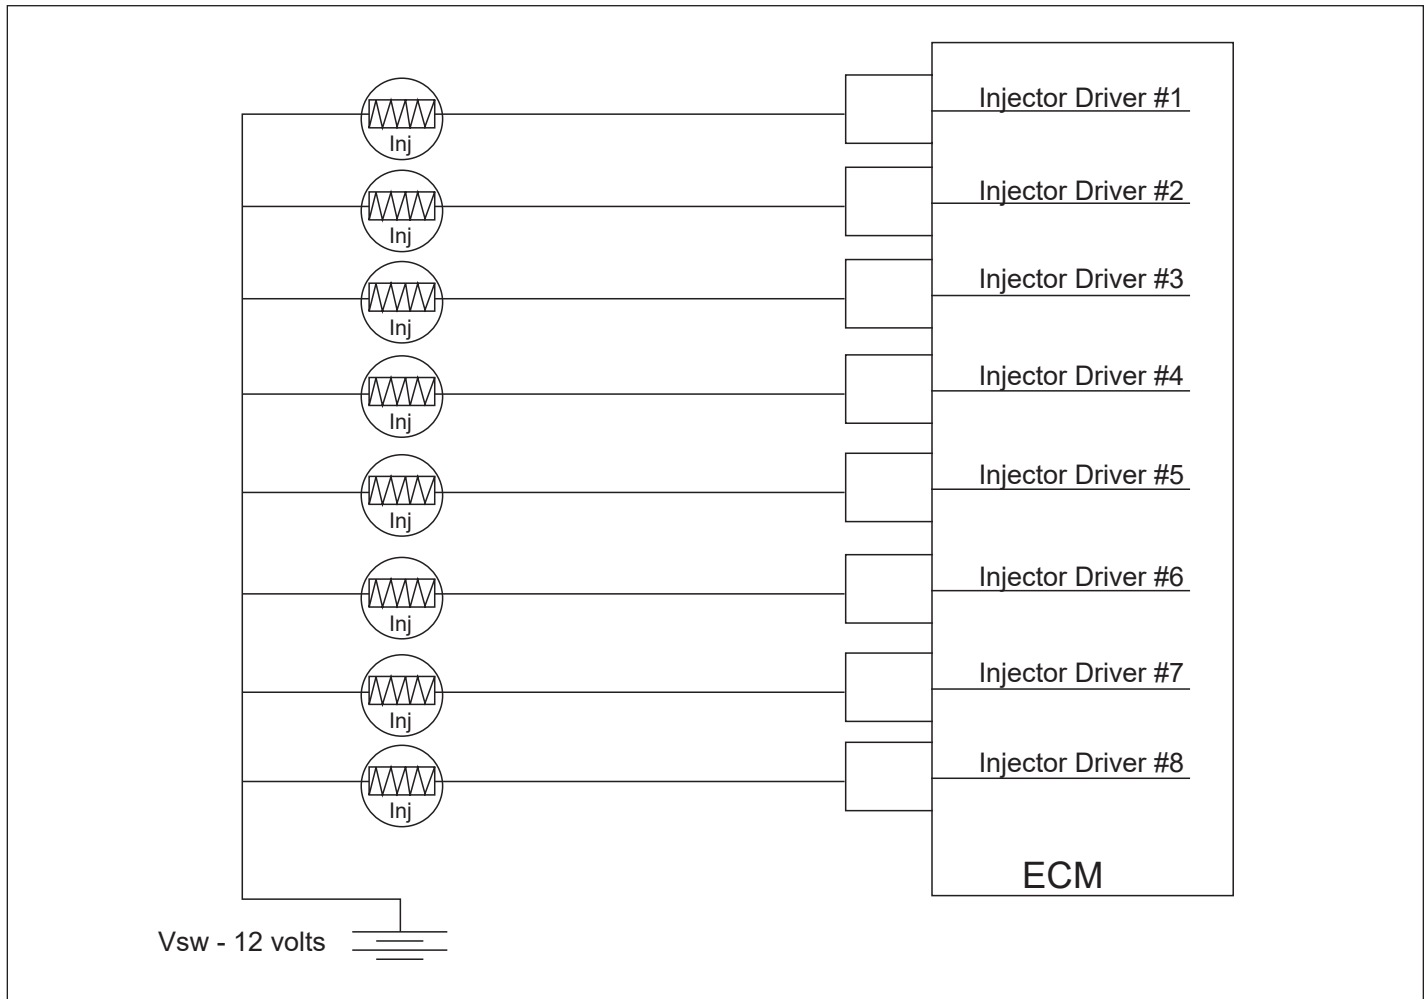 Injector Driver #1
Inj
Injector Driver #2
Inj
Injector Driver #3
Inj
Injector Driver #4
Inj
Injector Driver #5
Inj
Injector Driver #6
Inj
Injector Driver #7
Inj
Injector Driver #8
Inj
ECM
Vsw - 12 volts